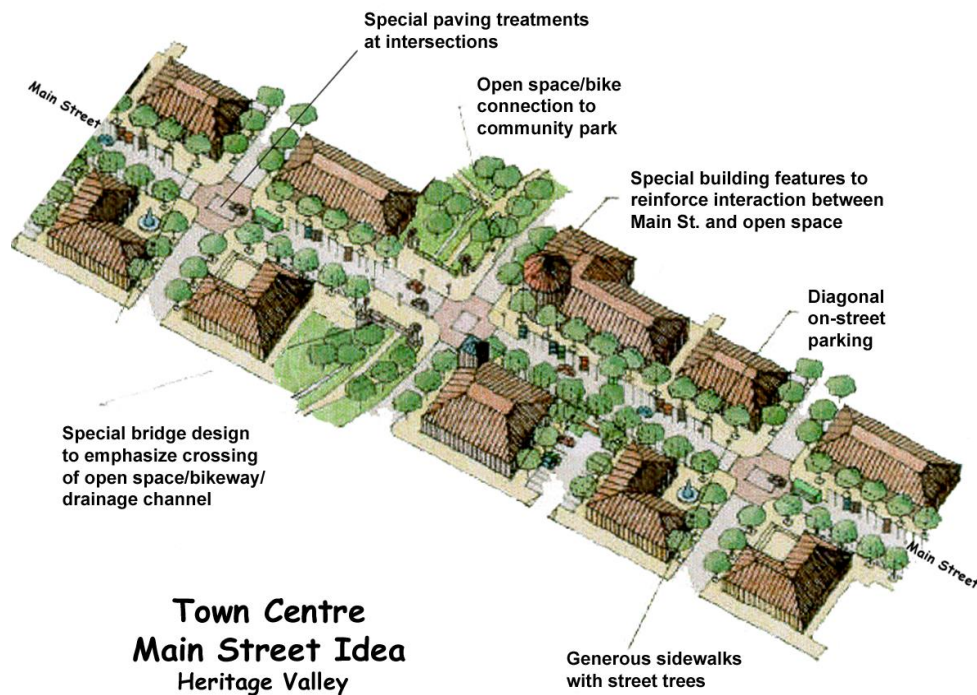 Special paving treatments
at intersections
Main Street
Open space/bike
connection to
community park
Special building features to
reinforce interaction between
Main St. and open space
Diagonal
on-street
parking
Special bridge design
to emphasize crossing
of open space/bikeway/
drainage channel
Main Street
Town Centre
Main Street Idea
Heritage Valley
Generous sidewalks
with street trees